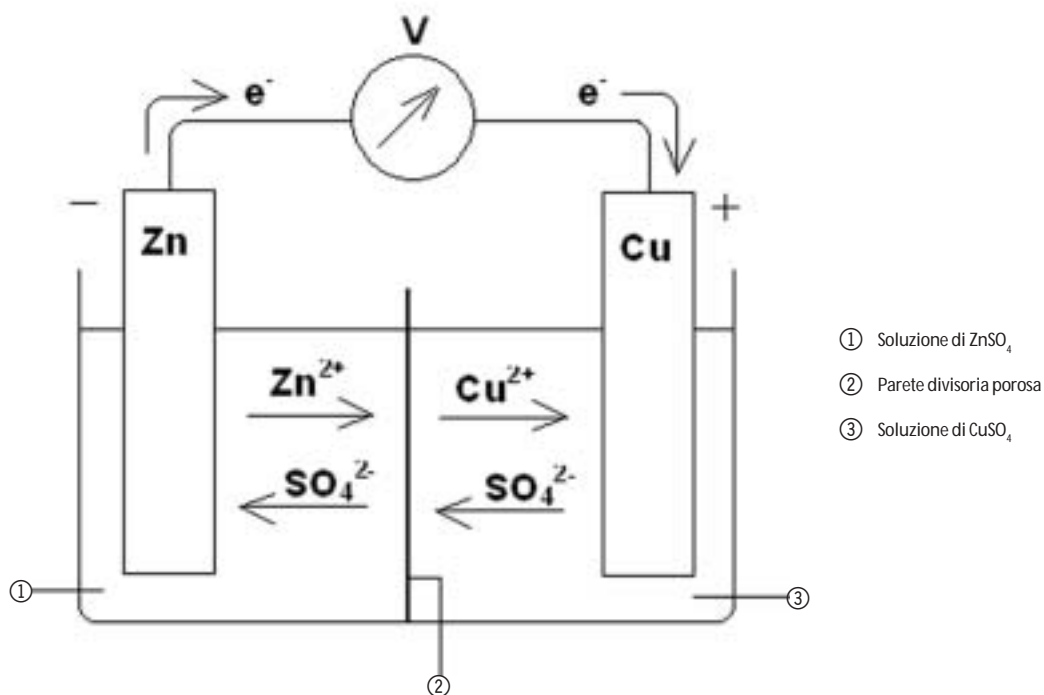 V
e⁻
e⁻
−
+
Zn
Cu
Zn²⁺
Cu²⁺
SO₄²⁻
SO₄²⁻
① Soluzione di ZnSO₄
② Parete divisoria porosa
③ Soluzione di CuSO₄
①
③
②